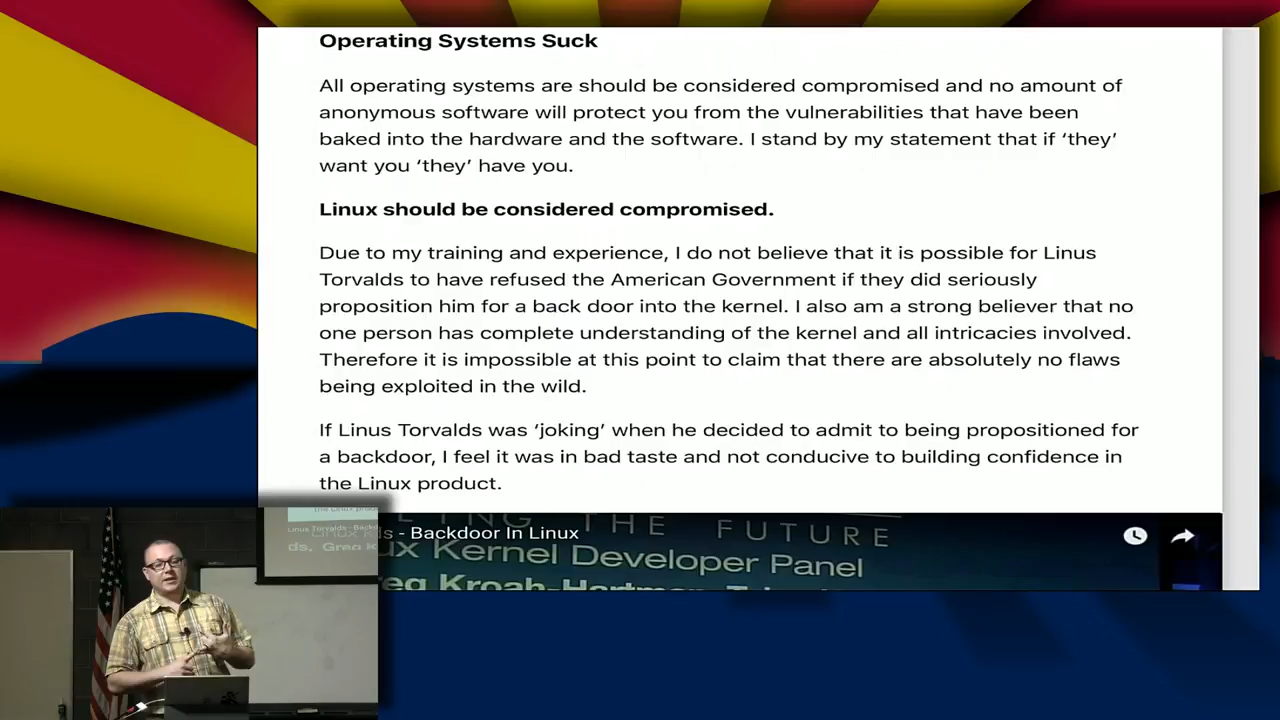 Operating Systems Suck
All operating systems are should be considered compromised and no amount of
anonymous software will protect you from the vulnerabilities that have been
baked into the hardware and the software. I stand by my statement that if ‘they’
want you ‘they’ have you.
Linux should be considered compromised.
Due to my training and experience, I do not believe that it is possible for Linus
Torvalds to have refused the American Government if they did seriously
proposition him for a back door into the kernel. I also am a strong believer that no
one person has complete understanding of the kernel and all intricacies involved.
Therefore it is impossible at this point to claim that there are absolutely no flaws
being exploited in the wild.
If Linus Torvalds was ‘joking’ when he decided to admit to being propositioned for
a backdoor, I feel it was in bad taste and not conducive to building confidence in
the Linux product.
THE FUTURE
ds - Backdoor In Linux
ux Kernel Developer Panel
reg Kroah-Hartman